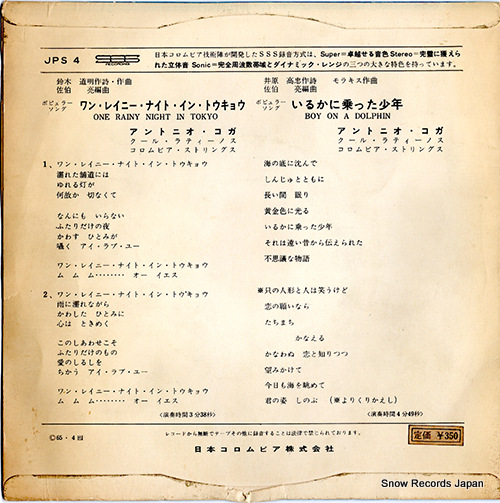 JPS 4
SSS
RECORDING
日本コロムビア技術陣が開発したSSS録音方式は、Super=卓越せる音色Stereo=完璧に獲えら
れた立体音 Sonic=完全周波数帯域とダイナミック・レンジの三つの大きな特色を持っています。
鈴木 道明作詩・作曲
佐伯 亮編曲
ポピュラー
ソング
ワン・レイニー・ナイト・イン・トウキョウ
ONE RAINY NIGHT IN TOKYO
アントニオ・コガ
クール・ラティーノス
コロムビア・ストリングス
1、ワン・レイニー・ナイト・イン・トウキョウ
濡れた舗道には
ゆれる灯が
何故か 切なくて
なんにも いらない
ふたりだけの夜
かわす ひとみが
囁く アイ・ラブ・ユー
ワン・レイニー・ナイト・イン・トウキョウ
ム ム ム‥‥‥‥ オー イエス
2、ワン・レイニー・ナイト・イン・トウキョウ
雨に濡れながら
かわした ひとみに
心は ときめく
このしあわせこそ
ふたりだけのもの
愛のしるしを
ちかう アイ・ラブ・ユー
ワン・レイニー・ナイト・イン・トウキョウ
ム ム ム‥‥‥‥ オー イエス
〈演奏時間3分38秒〉
井原 高忠作詩 モラキス作曲
佐伯 亮編曲
ポピュラー
ソング
いるかに乗った少年
BOY ON A DOLPHIN
アントニオ・コガ
クール・ラティーノス
コロムビア・ストリングス
海の底に沈んで
しんじゅとともに
長い間 眠り
黄金色に光る
いるかに乗った少年
それは遠い昔から伝えられた
不思議な物語
※只の人形と人は笑うけど
恋の願いなら
たちまち
かなえる
かなわぬ 恋と知りつつ
望みかけて
今日も海を眺めて
君の姿 しのぶ (※よりくりかえし)
〈演奏時間4分49秒〉
Ⓒ65・4
レコードから無断でテープその他に録音することは法律で禁じられております。
日本コロムビア株式会社
定価 ¥350
Snow Records Japan